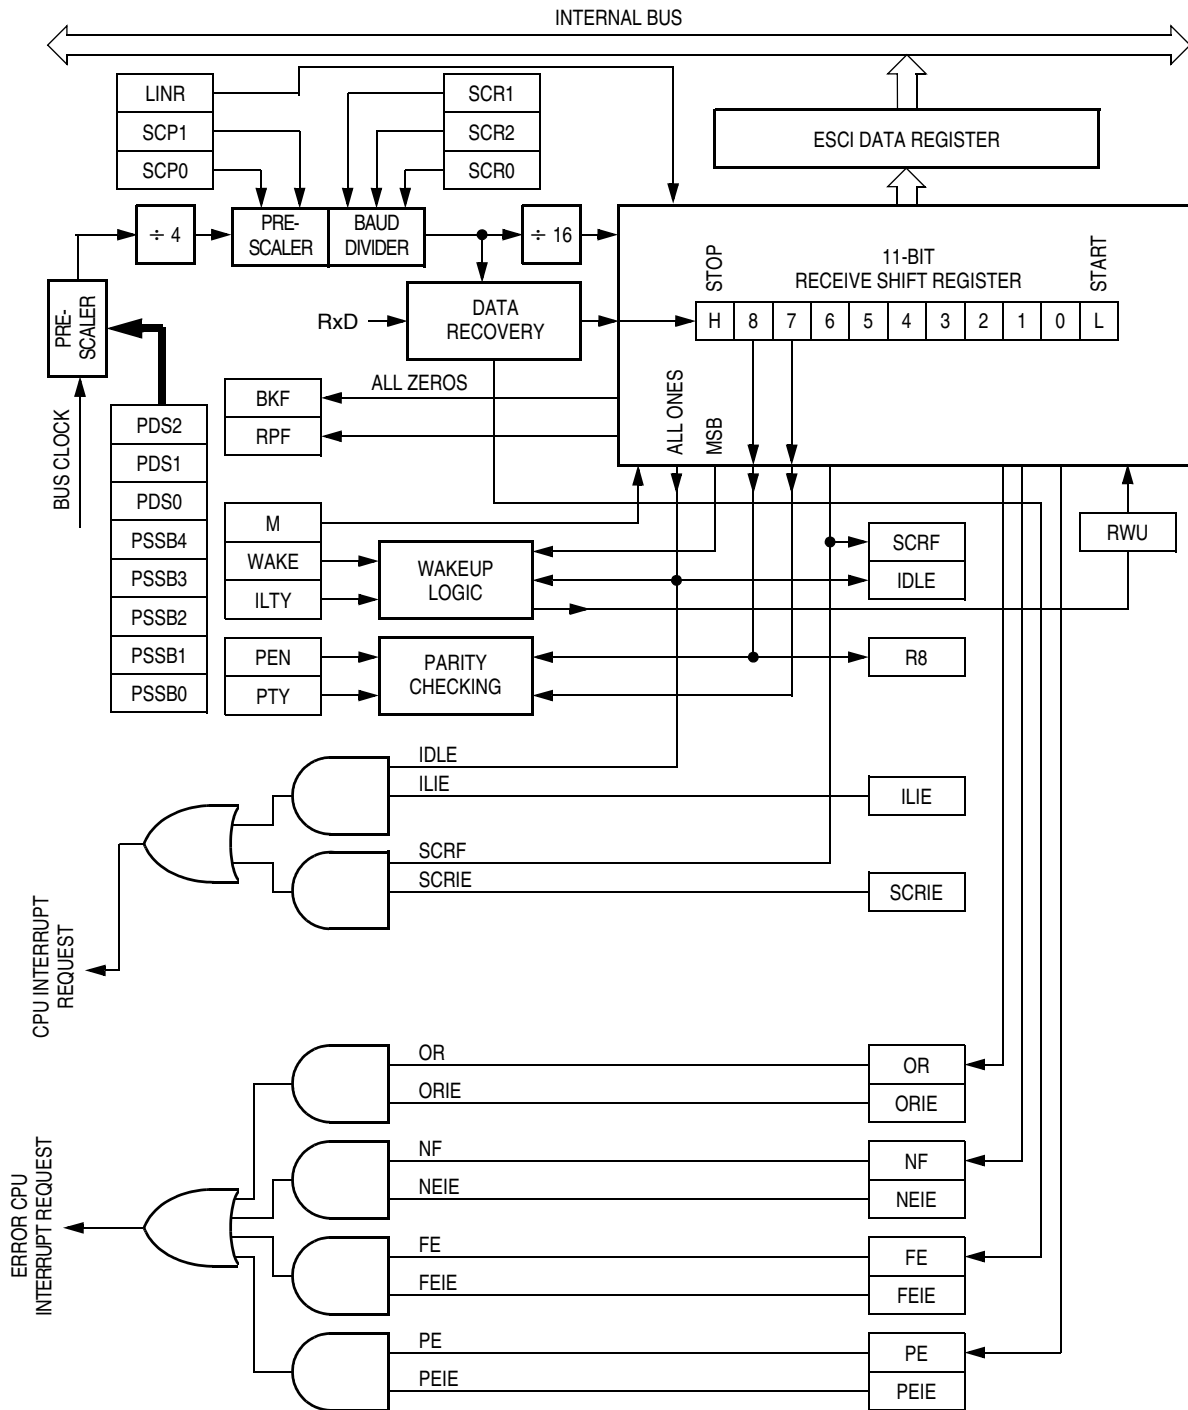 INTERNAL BUS
LINR
SCP1
SCP0
SCR1
SCR2
SCR0
ESCI DATA REGISTER
÷ 4
PRE-
SCALER
BAUD
DIVIDER
÷ 16
STOP
11-BIT
RECEIVE SHIFT REGISTER
START
H 8 7 6 5 4 3 2 1 0 L
PRE-
SCALER
RxD
DATA
RECOVERY
BUS CLOCK
ALL ZEROS
BKF
RPF
ALL ONES
MSB
PDS2
PDS1
PDS0
PSSB4
PSSB3
PSSB2
PSSB1
PSSB0
M
WAKE
ILTY
WAKEUP
LOGIC
SCRF
IDLE
RWU
PEN
PTY
PARITY
CHECKING
R8
IDLE
ILIE
ILIE
SCRF
SCRIE
SCRIE
CPU INTERRUPT
REQUEST
OR
ORIE
OR
ORIE
NF
NEIE
NF
NEIE
ERROR CPU
INTERRUPT REQUEST
FE
FEIE
FE
FEIE
PE
PEIE
PE
PEIE